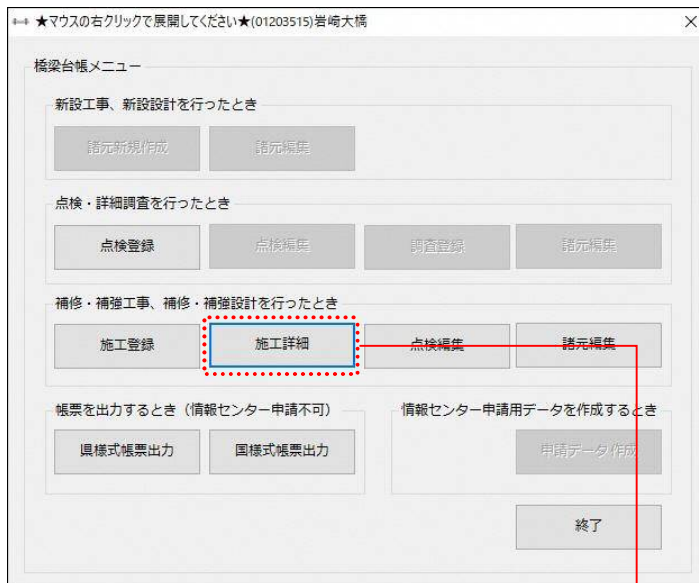 ★マウスの右クリックで展開してください★(01203515)岩崎大橋
橋梁台帳メニュー
新設工事、新設設計を行ったとき
諸元新規作成 諸元編集
点検・詳細調査を行ったとき
点検登録 点検編集 調査登録 諸元編集
補修・補強工事、補修・補強設計を行ったとき
施工登録 施工詳細 点検編集 諸元編集
帳票を出力するとき（情報センター申請不可） 情報センター申請用データを作成するとき
県様式帳票出力 国様式帳票出力 申請データ作成
終了